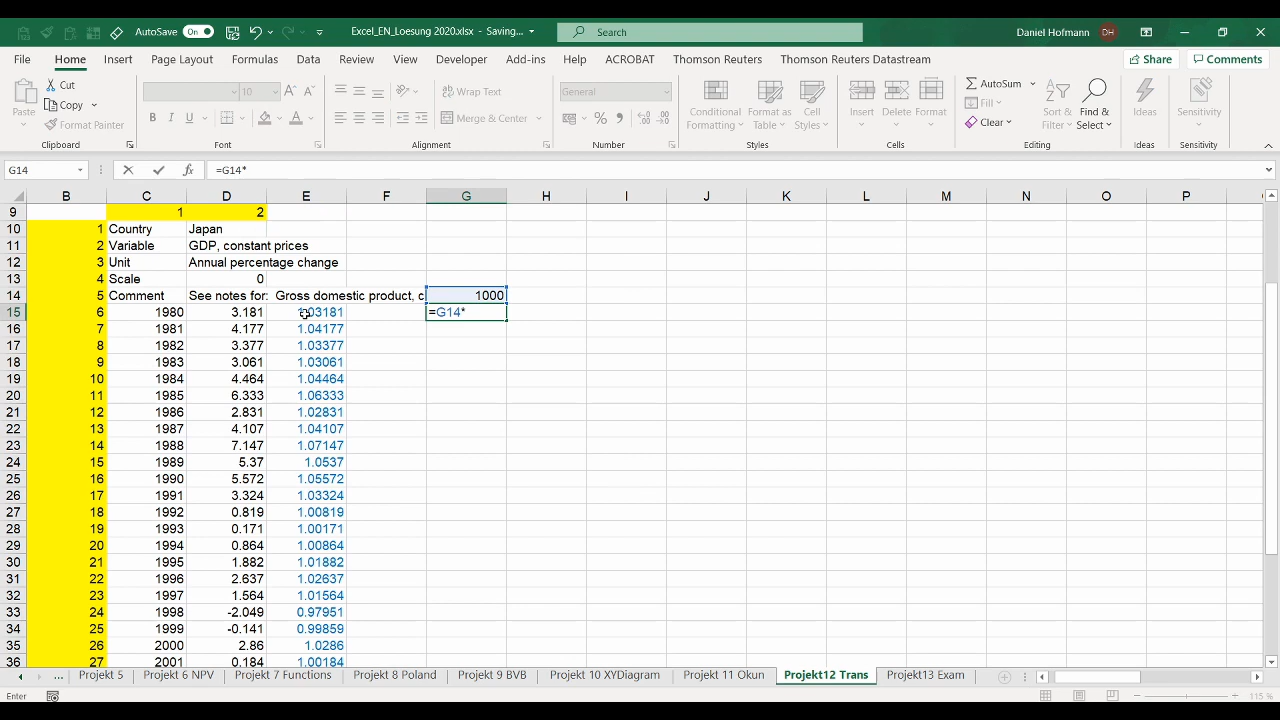 AutoSave On Excel_EN_Loesung 2020.xlsx - Saving... Search Daniel Hofmann DH
File Home Insert Page Layout Formulas Data Review View Developer Add-ins Help ACROBAT Thomson Reuters Thomson Reuters Datastream Share Comments
Paste Cut Copy Format Painter
10 A A B I U A
Wrap Text Merge & Center
General % ,
Conditional Formatting Format as Table Cell Styles
Insert Delete Format
AutoSum Fill Clear Sort & Filter Find & Select
Ideas Sensitivity
Clipboard Font Alignment Number Styles Cells Editing Ideas Sensitivity
G14 fx =G14*
B C D E F G H I J K L M N O P
9 1 2
10 1 Country Japan
11 2 Variable GDP, constant prices
12 3 Unit Annual percentage change
13 4 Scale 0
14 5 Comment See notes for: Gross domestic product, c 1000
15 6 1980 3.181 1.03181 =G14*
16 7 1981 4.177 1.04177
17 8 1982 3.377 1.03377
18 9 1983 3.061 1.03061
19 10 1984 4.464 1.04464
20 11 1985 6.333 1.06333
21 12 1986 2.831 1.02831
22 13 1987 4.107 1.04107
23 14 1988 7.147 1.07147
24 15 1989 5.37 1.0537
25 16 1990 5.572 1.05572
26 17 1991 3.324 1.03324
27 18 1992 0.819 1.00819
28 19 1993 0.171 1.00171
29 20 1994 0.864 1.00864
30 21 1995 1.882 1.01882
31 22 1996 2.637 1.02637
32 23 1997 1.564 1.01564
33 24 1998 -2.049 0.97951
34 25 1999 -0.141 0.99859
35 26 2000 2.86 1.0286
36 27 2001 0.184 1.00184
... Projekt 5 Projekt 6 NPV Projekt 7 Functions Projekt 8 Poland Projekt 9 BVB Projekt 10 XYDiagram Projekt 11 Okun Projekt12 Trans Projekt13 Exam
Enter 115 %